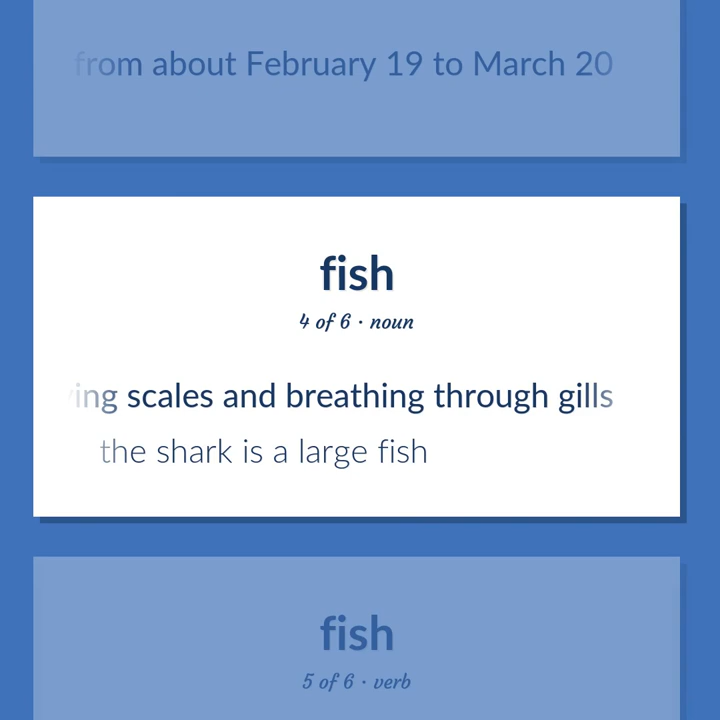 from about February 19 to March 20
fish
4 of 6 · noun
ing scales and breathing through gills
the shark is a large fish
fish
5 of 6 · verb